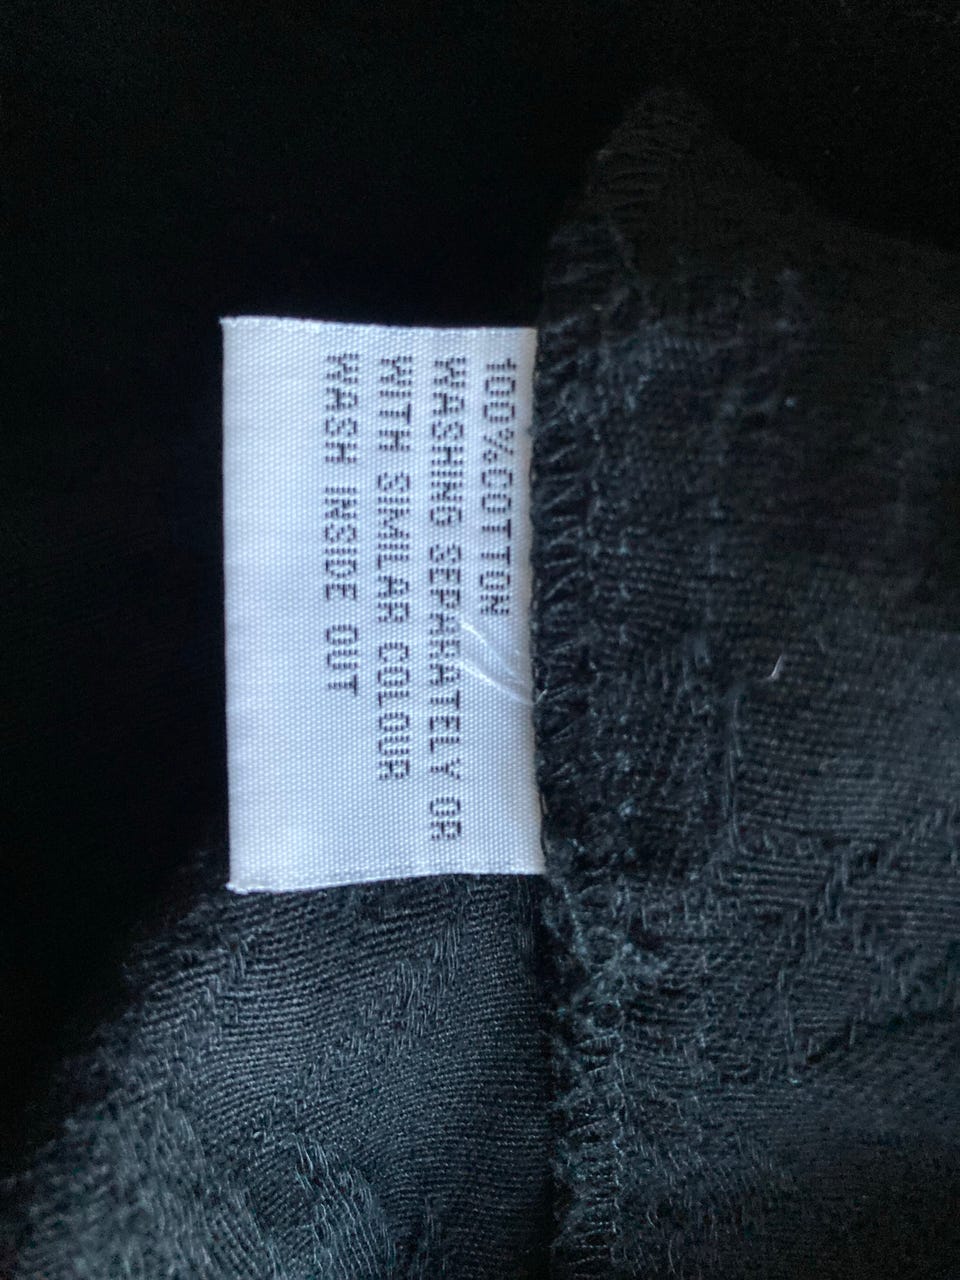 100%COTTON
WASHING SEPARATELY OR
WITH SIMILAR COLOUR
WASH INSIDE OUT